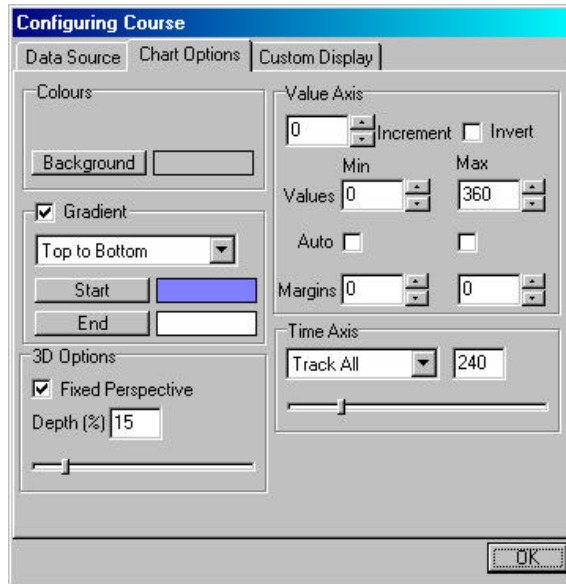 Configuring Course
Data Source Chart Options Custom Display
Colours
Background
Gradient
Top to Bottom
Start
End
3D Options
Fixed Perspective
Depth (%) 15
Value Axis
0 Increment Invert
Min Max
Values 0 360
Auto
Margins 0 0
Time Axis
Track All 240
OK